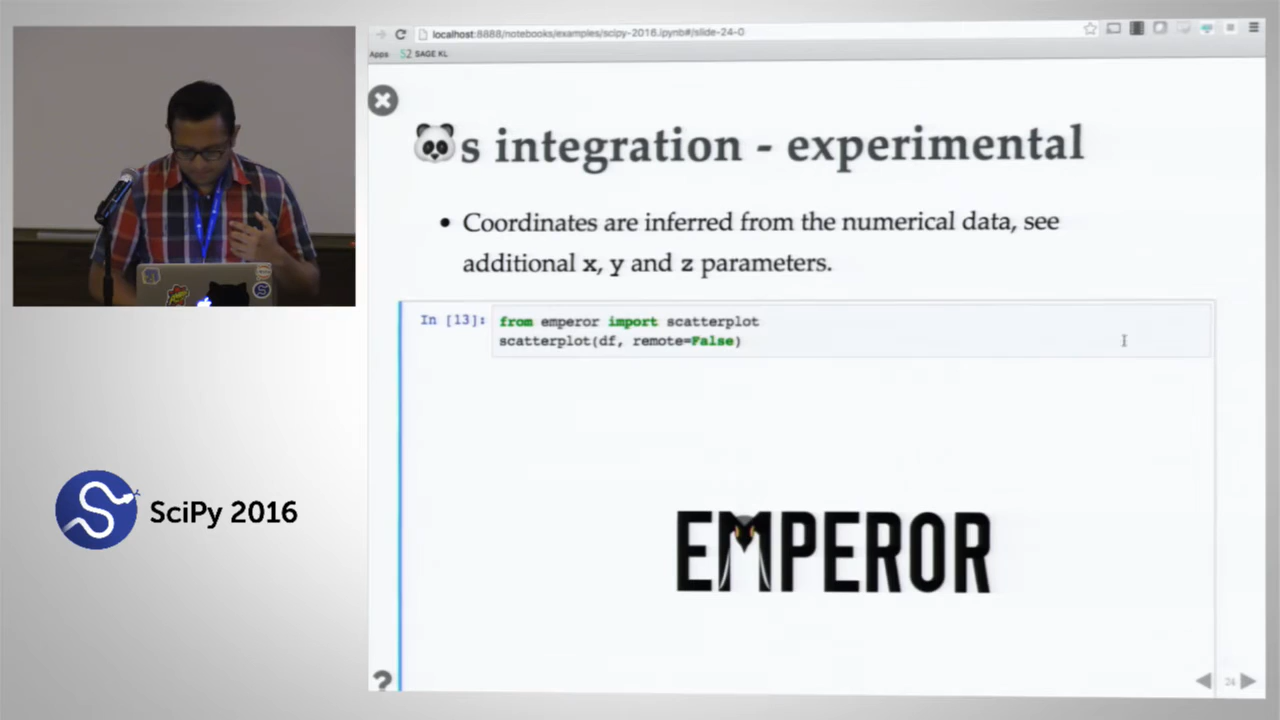 localhost:8888/notebooks/examples/scipy-2016.ipynb#/slide-24-0
Apps S2 SAGE KL
🐼s integration - experimental
• Coordinates are inferred from the numerical data, see
additional x, y and z parameters.
In [13]: from emperor import scatterplot
scatterplot(df, remote=False)
EMPEROR
?
24
SciPy 2016